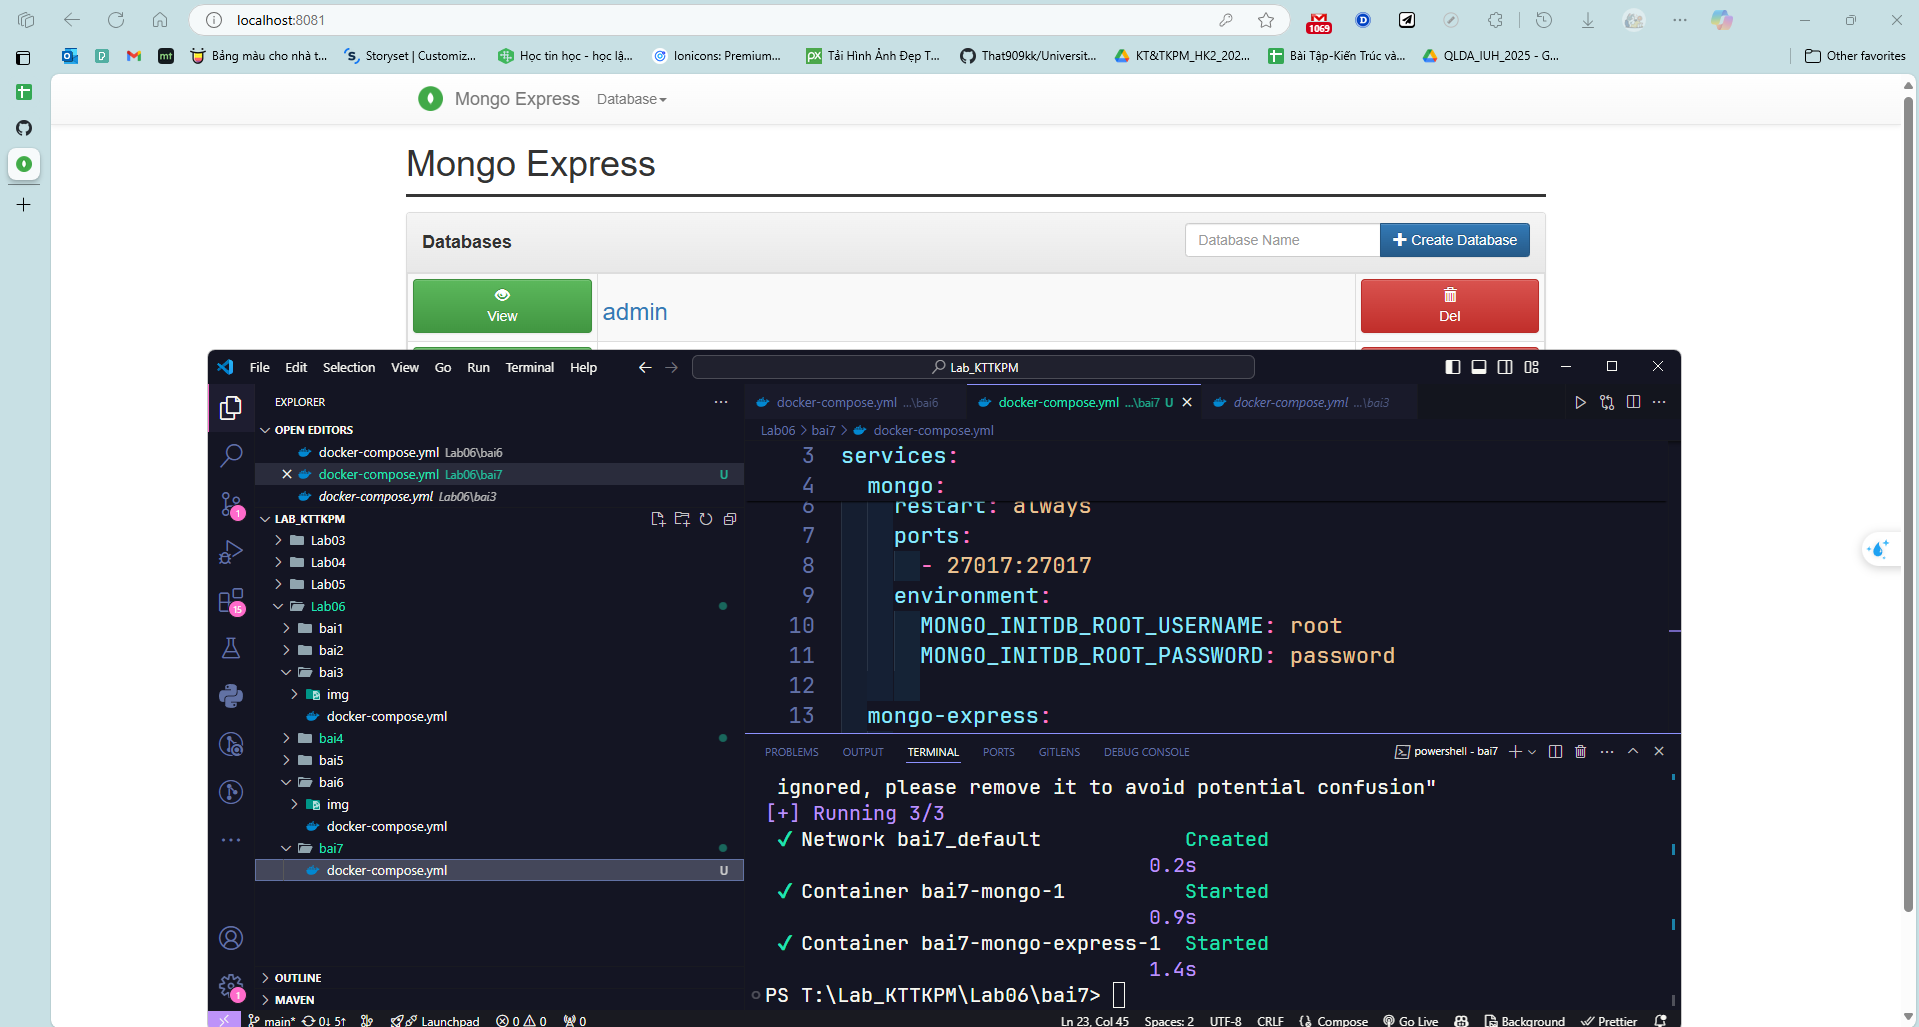 localhost:8081
1069
Bảng màu cho nhà t...
Storyset | Customiz...
Học tin học - học lậ...
Ionicons: Premium...
Tải Hình Ảnh Đẹp T...
That909kk/Universit...
KT&TKPM_HK2_202...
Bài Tập-Kiến Trúc và...
QLDA_IUH_2025 - G...
Other favorites
Mongo Express
Database
Mongo Express
Databases
Database Name
Create Database
View
admin
Del
File Edit Selection View Go Run Terminal Help
Lab_KTTKPM
EXPLORER
OPEN EDITORS
docker-compose.yml Lab06\bai6
docker-compose.yml Lab06\bai7 U
docker-compose.yml Lab06\bai3
LAB_KTTKPM
Lab03
Lab04
Lab05
Lab06
bai1
bai2
bai3
img
docker-compose.yml
bai4
bai5
bai6
img
docker-compose.yml
bai7
docker-compose.yml U
OUTLINE
MAVEN
1
15
1
docker-compose.yml ...\bai6
docker-compose.yml ...\bai7 U
docker-compose.yml ...\bai3
Lab06 > bai7 > docker-compose.yml
3 services:
4 mongo:
6 restart: always
7 ports:
8 - 27017:27017
9 environment:
10 MONGO_INITDB_ROOT_USERNAME: root
11 MONGO_INITDB_ROOT_PASSWORD: password
12
13 mongo-express:
PROBLEMS OUTPUT TERMINAL PORTS GITLENS DEBUG CONSOLE
powershell - bai7
ignored, please remove it to avoid potential confusion"
[+] Running 3/3
✓ Network bai7_default Created
0.2s
✓ Container bai7-mongo-1 Started
0.9s
✓ Container bai7-mongo-express-1 Started
1.4s
PS T:\Lab_KTTKPM\Lab06\bai7>
main* 0↓ 5↑ Launchpad 0 0 0
Ln 23, Col 45 Spaces: 2 UTF-8 CRLF Compose Go Live Background Prettier